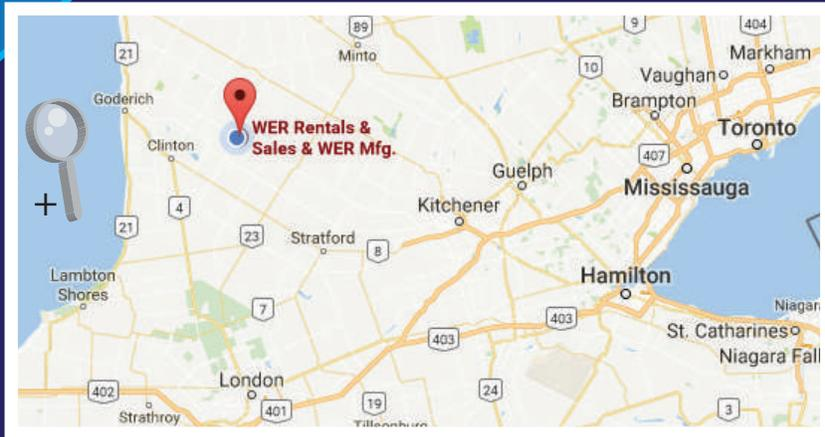 89
9
404
21
Minto
Markham
10
Vaughan
Goderich
Brampton
WER Rentals &
Sales & WER Mfg.
Toronto
Clinton
407
Guelph
Mississauga
Kitchener
4
+
21
23
Stratford
8
Lambton
Shores
Hamilton
7
Niagar
403
403
St. Catharines
Niagara Fall
London
402
24
19
401
3
Strathroy
Tillsonburg